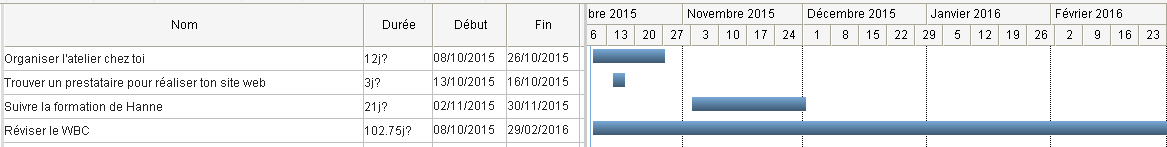 Nom Durée Début Fin bre 2015 Novembre 2015 Décembre 2015 Janvier 2016 Février 2016
6 13 20 27 3 10 17 24 1 8 15 22 29 5 12 19 26 2 9 16 23
Organiser l'atelier chez toi 12j? 08/10/2015 26/10/2015
Trouver un prestataire pour réaliser ton site web 3j? 13/10/2015 16/10/2015
Suivre la formation de Hanne 21j? 02/11/2015 30/11/2015
Réviser le WBC 102.75j? 08/10/2015 29/02/2016